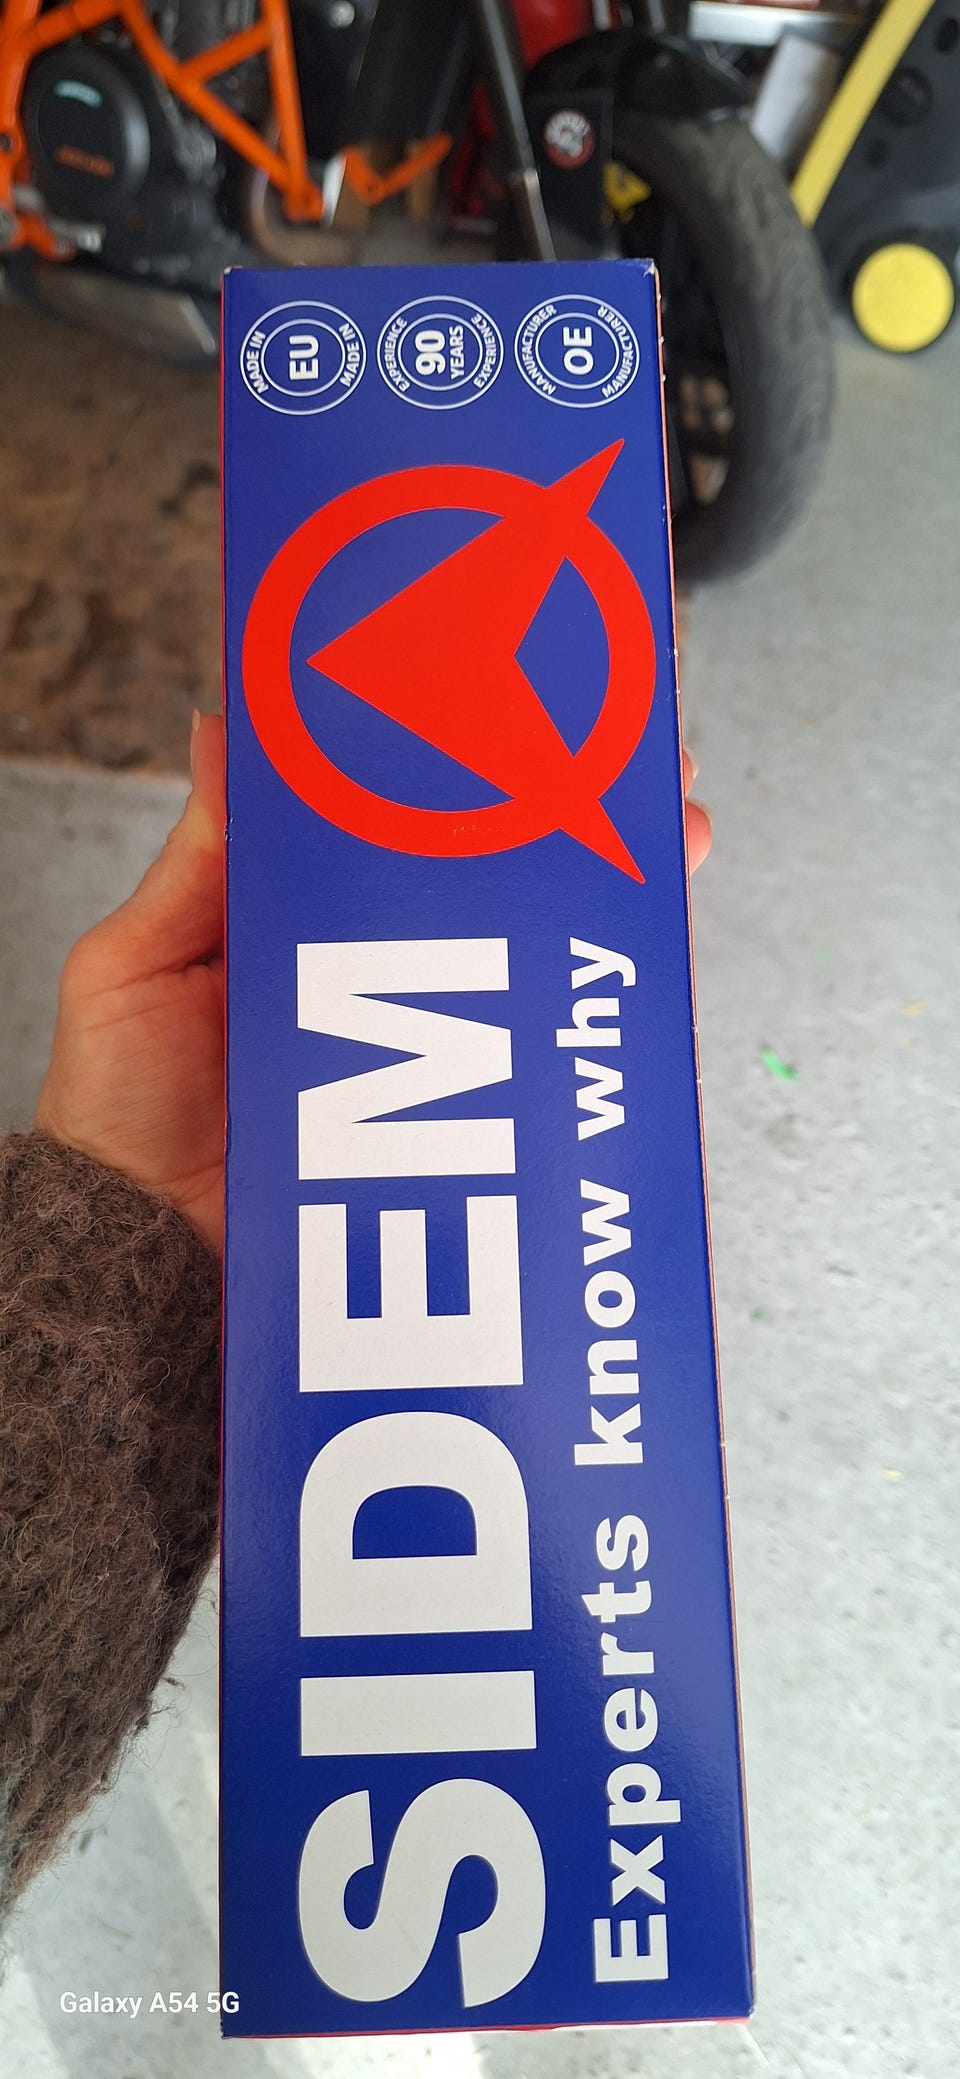 SIDEM
Experts know why
MADE IN
EU
MADE IN
EXPERIENCE
90
YEARS
EXPERIENCE
MANUFACTURER
OE
MANUFACTURER
Galaxy A54 5G